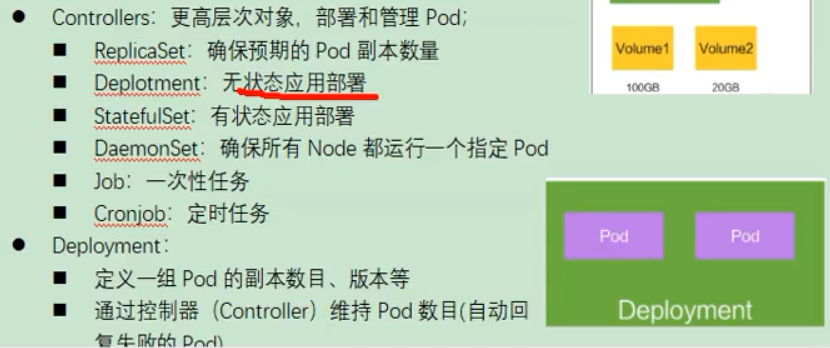 ● Controllers：更高层次对象，部署和管理 Pod；
■ ReplicaSet：确保预期的 Pod 副本数量
■ Deplotment：无状态应用部署
■ StatefulSet：有状态应用部署
■ DaemonSet：确保所有 Node 都运行一个指定 Pod
■ Job：一次性任务
■ Cronjob：定时任务
● Deployment：
■ 定义一组 Pod 的副本数目、版本等
■ 通过控制器（Controller）维持 Pod 数目(自动回
复失败的 Pod)
Volume1 Volume2
100GB 20GB
Pod Pod
Deployment